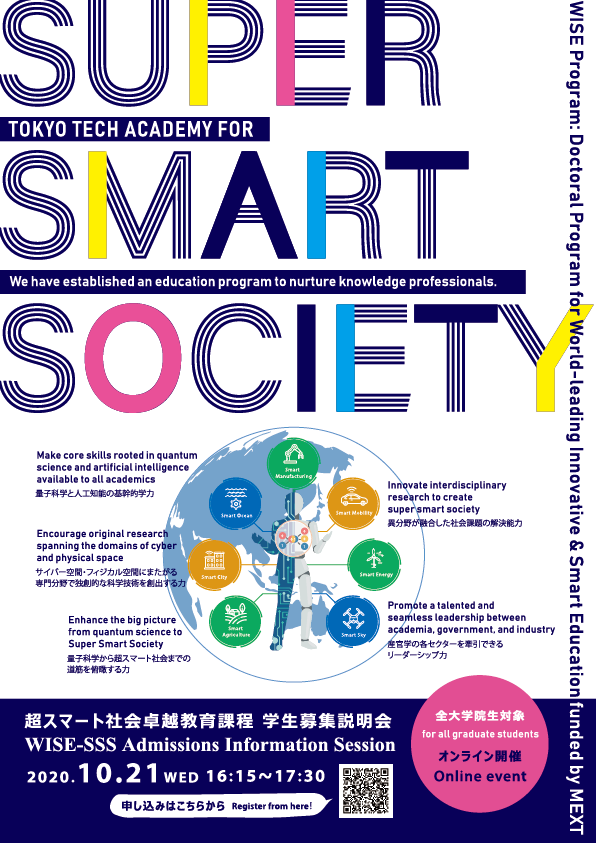 SUPER
TOKYO TECH ACADEMY FOR
SMART
We have established an education program to nurture knowledge professionals.
SOCIETY
WISE Program: Doctoral Program for World-leading Innovative & Smart Education funded by MEXT
Smart
Manufacturing
Make core skills rooted in quantum
science and artificial intelligence
available to all academics
量子科学と人工知能の基幹的学力
Smart Ocean
Smart Mobility
Innovate interdisciplinary
research to create
super smart society
異分野が融合した社会課題の解決能力
Encourage original research
spanning the domains of cyber
and physical space
サイバー空間・フィジカル空間にまたがる
専門分野で独創的な科学技術を創出する力
Smart City
Smart Energy
Enhance the big picture
from quantum science to
Super Smart Society
量子科学から超スマート社会までの
道筋を俯瞰する力
Smart
Agriculture
Smart Sky
Promote a talented and
seamless leadership between
academia, government, and industry
産官学の各セクターを牽引できる
リーダーシップ力
超スマート社会卓越教育課程 学生募集説明会
WISE-SSS Admissions Information Session
2020.10.21 WED 16:15～17:30
申し込みはこちらから Register from here!
全大学院生対象
for all graduate students
オンライン開催
Online event